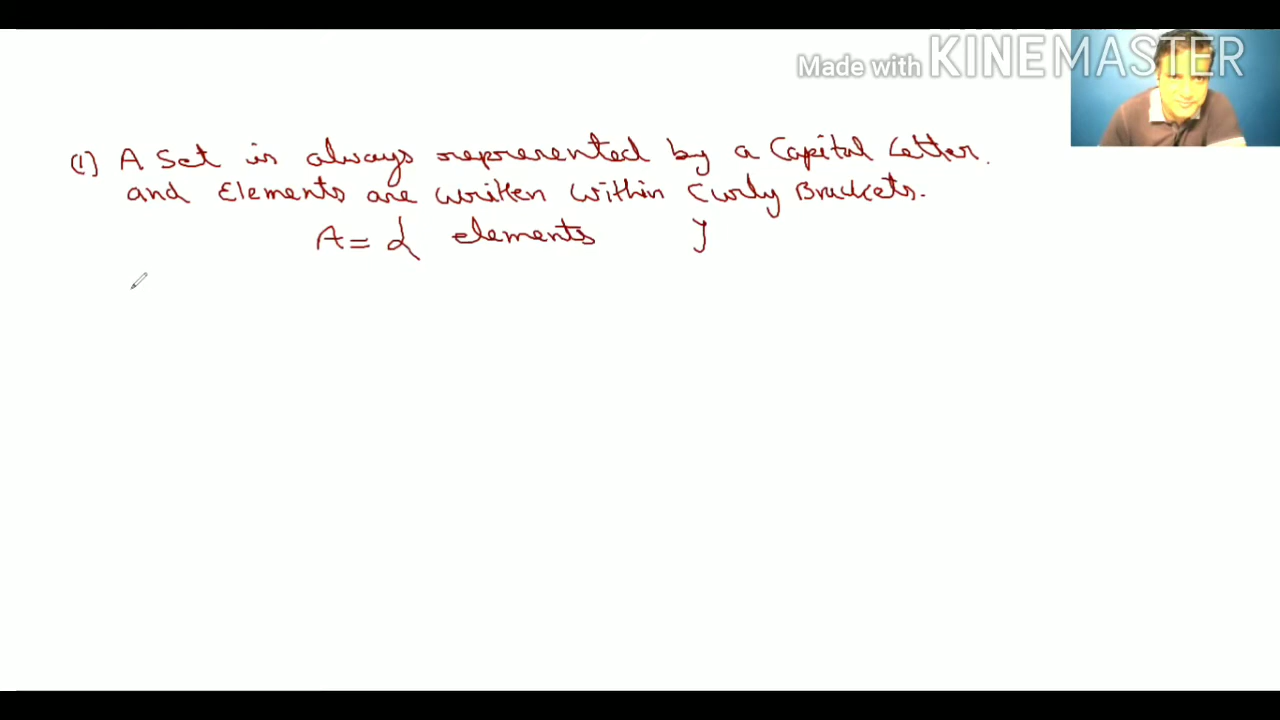 Made with KINEMASTER
(1) A Set is always represented by a Capital Letter.
and Elements are written within Curly Brackets.
A = { elements }